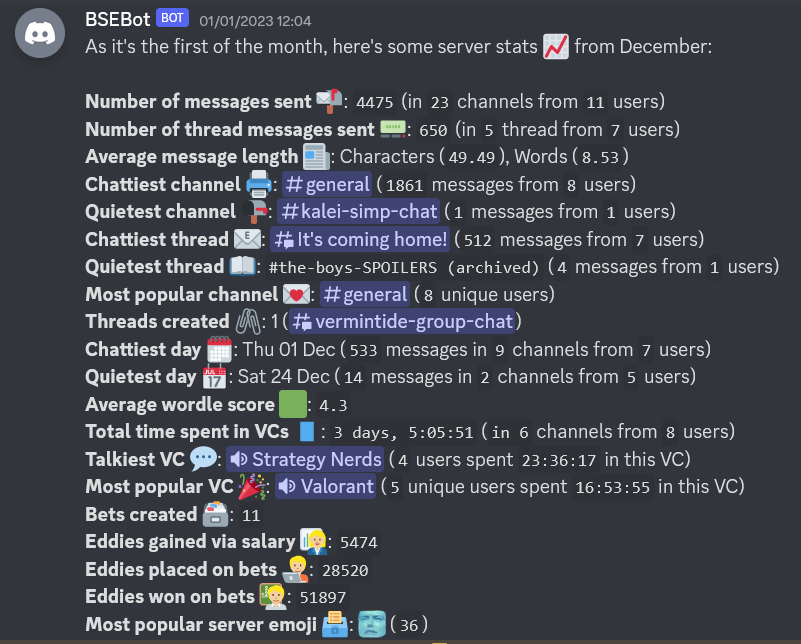 BSEBot BOT 01/01/2023 12:04
As it's the first of the month, here's some server stats 📈 from December:
Number of messages sent 📬: 4475 (in 23 channels from 11 users)
Number of thread messages sent 📟: 650 (in 5 thread from 7 users)
Average message length 📰: Characters (49.49), Words (8.53)
Chattiest channel 🖨️: #general (1861 messages from 8 users)
Quietest channel 📪: #kalei-simp-chat (1 messages from 1 users)
Chattiest thread 📧: It's coming home! (512 messages from 7 users)
Quietest thread 📖: #the-boys-SPOILERS (archived) (4 messages from 1 users)
Most popular channel 💌: #general (8 unique users)
Threads created 🖇️: 1 (vermintide-group-chat)
Chattiest day 📆: Thu 01 Dec (533 messages in 9 channels from 7 users)
Quietest day 📅: Sat 24 Dec (14 messages in 2 channels from 5 users)
Average wordle score 🟩: 4.3
Total time spent in VCs 📘: 3 days, 5:05:51 (in 6 channels from 8 users)
Talkiest VC 💬: Strategy Nerds (4 users spent 23:36:17 in this VC)
Most popular VC 🎉: Valorant (5 unique users spent 16:53:55 in this VC)
Bets created 🗃️: 11
Eddies gained via salary 👩‍💼: 5474
Eddies placed on bets 🧑‍💻: 28520
Eddies won on bets 🧑‍🏫: 51897
Most popular server emoji 🗳️: (36)